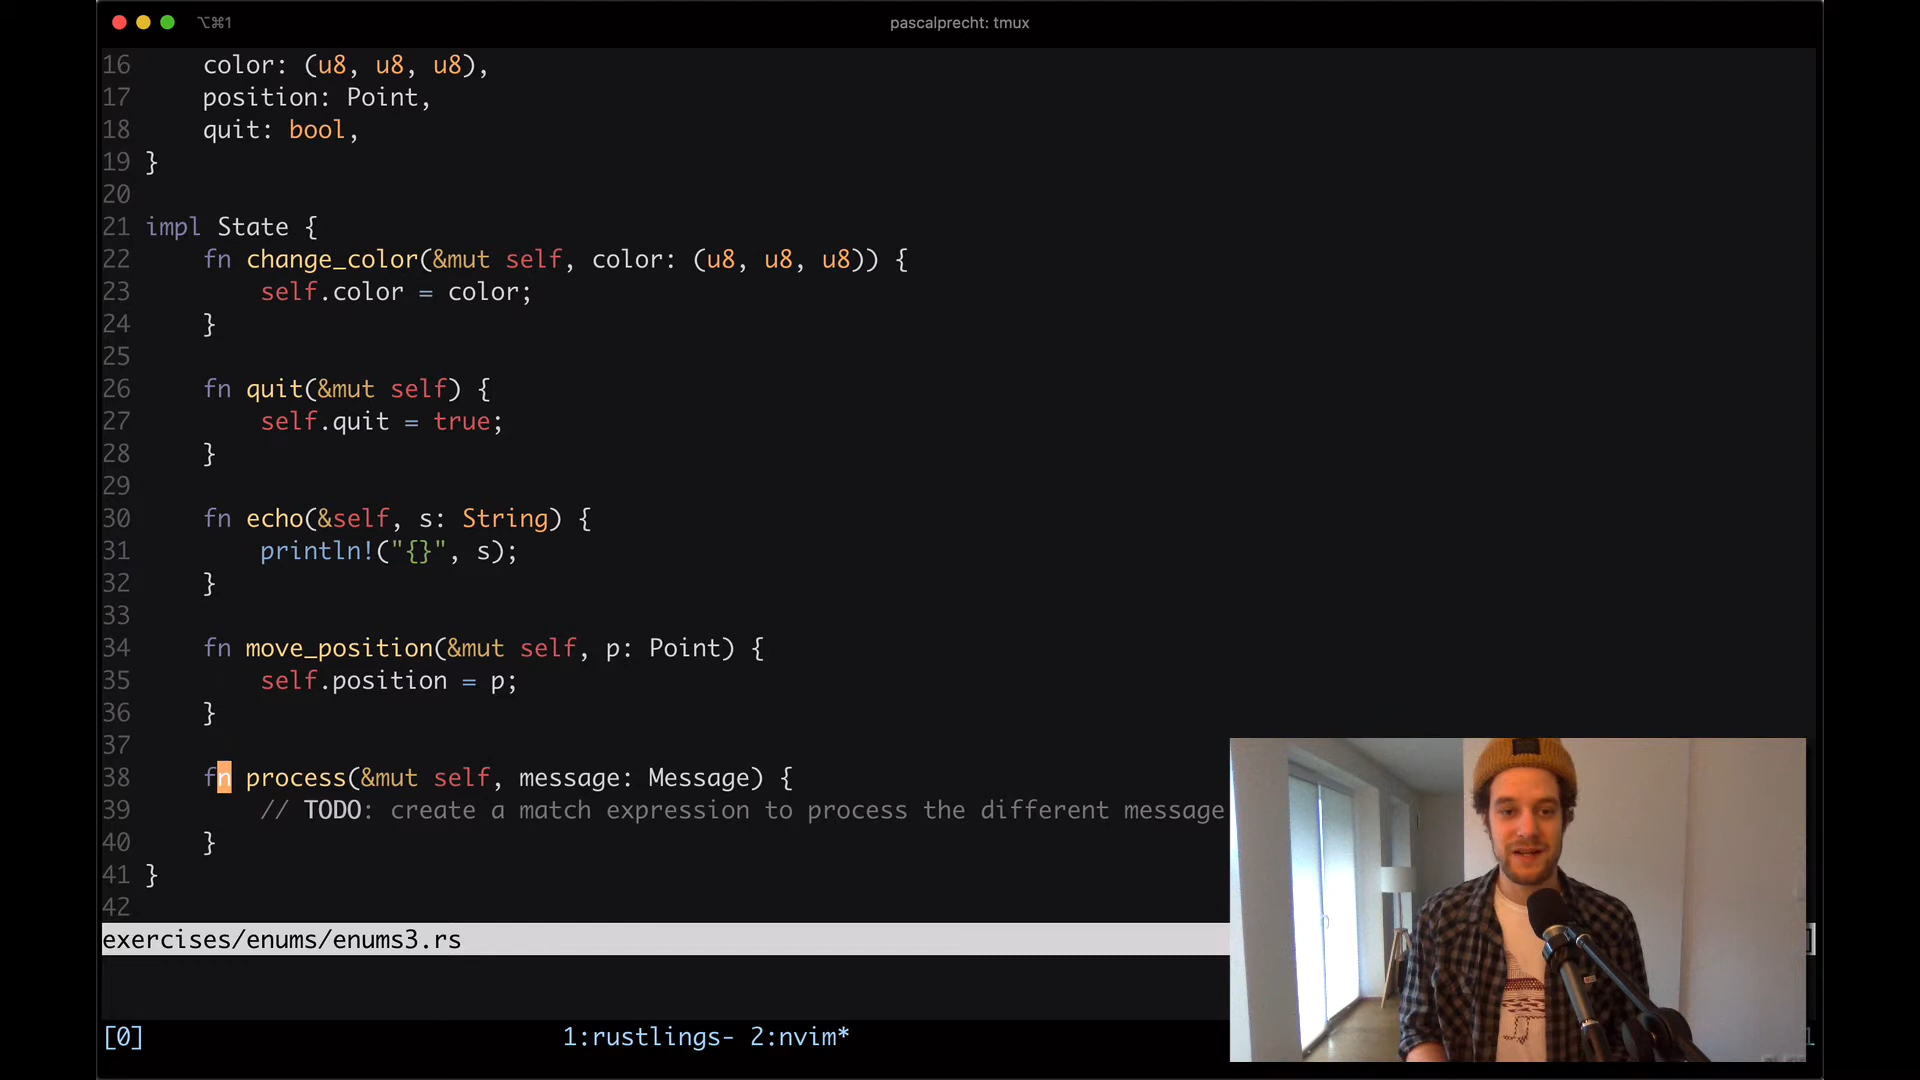 ⌥⌘1
pascalprecht: tmux
16 color: (u8, u8, u8),
17 position: Point,
18 quit: bool,
19 }
20
21 impl State {
22 fn change_color(&mut self, color: (u8, u8, u8)) {
23 self.color = color;
24 }
25
26 fn quit(&mut self) {
27 self.quit = true;
28 }
29
30 fn echo(&self, s: String) {
31 println!("{}", s);
32 }
33
34 fn move_position(&mut self, p: Point) {
35 self.position = p;
36 }
37
38 fn process(&mut self, message: Message) {
39 // TODO: create a match expression to process the different message
40 }
41 }
42
exercises/enums/enums3.rs
[0] 1:rustlings- 2:nvim*